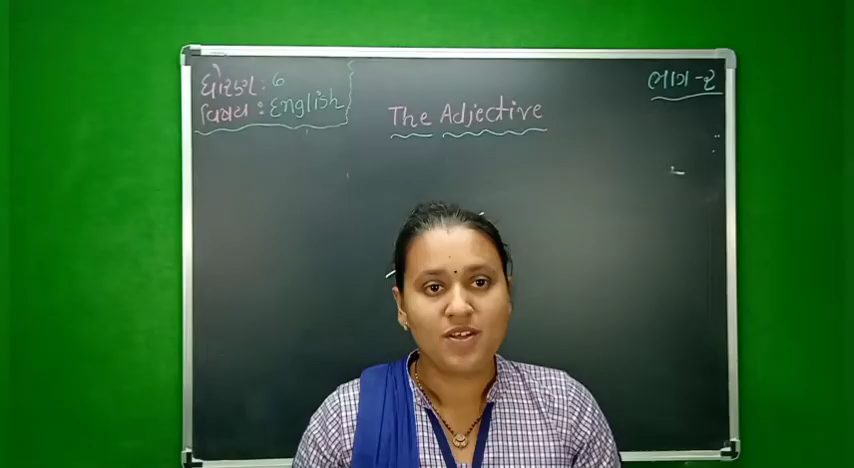 ધોરણ : 6
વિષય : English
The Adjective
ભાગ - ૨